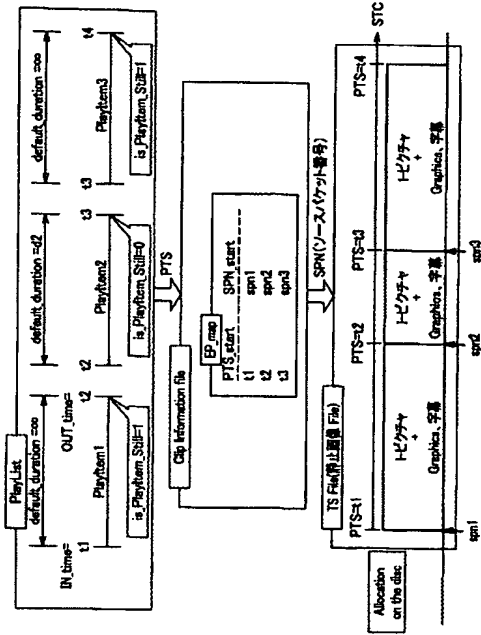 PlayList
default_duration =∞
default_duration =d2
default_duration =∞
IN_time=
OUT_time=
t1
t2
t2
t3
t3
t4
PlayItem1
PlayItem2
PlayItem3
is_PlayItem_Still=1
is_PlayItem_Still=0
is_PlayItem_Still=1
PTS
Clip Information file
EP_map
PTS_start
SPN_start
t1
spn1
t2
spn2
t3
spn3
SPN(ソースパケット番号)
TS File(静止画像 File)
PTS=t1
PTS=t2
PTS=t3
PTS=t4
STC
I-ピクチャ
+
Graphics、字幕
I-ピクチャ
+
Graphics、字幕
I-ピクチャ
+
Graphics、字幕
Allocation
on the disc
spn1
spn2
spn3